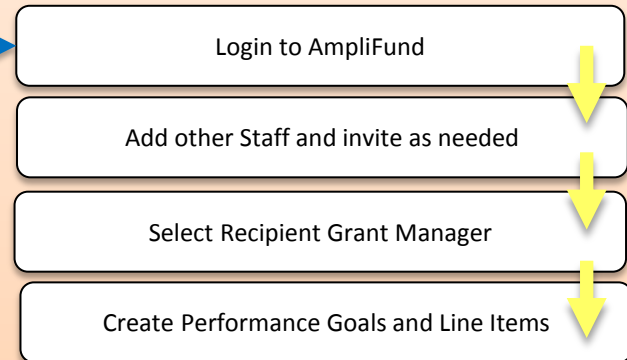 Login to AmpliFund
Add other Staff and invite as needed
Select Recipient Grant Manager
Create Performance Goals and Line Items